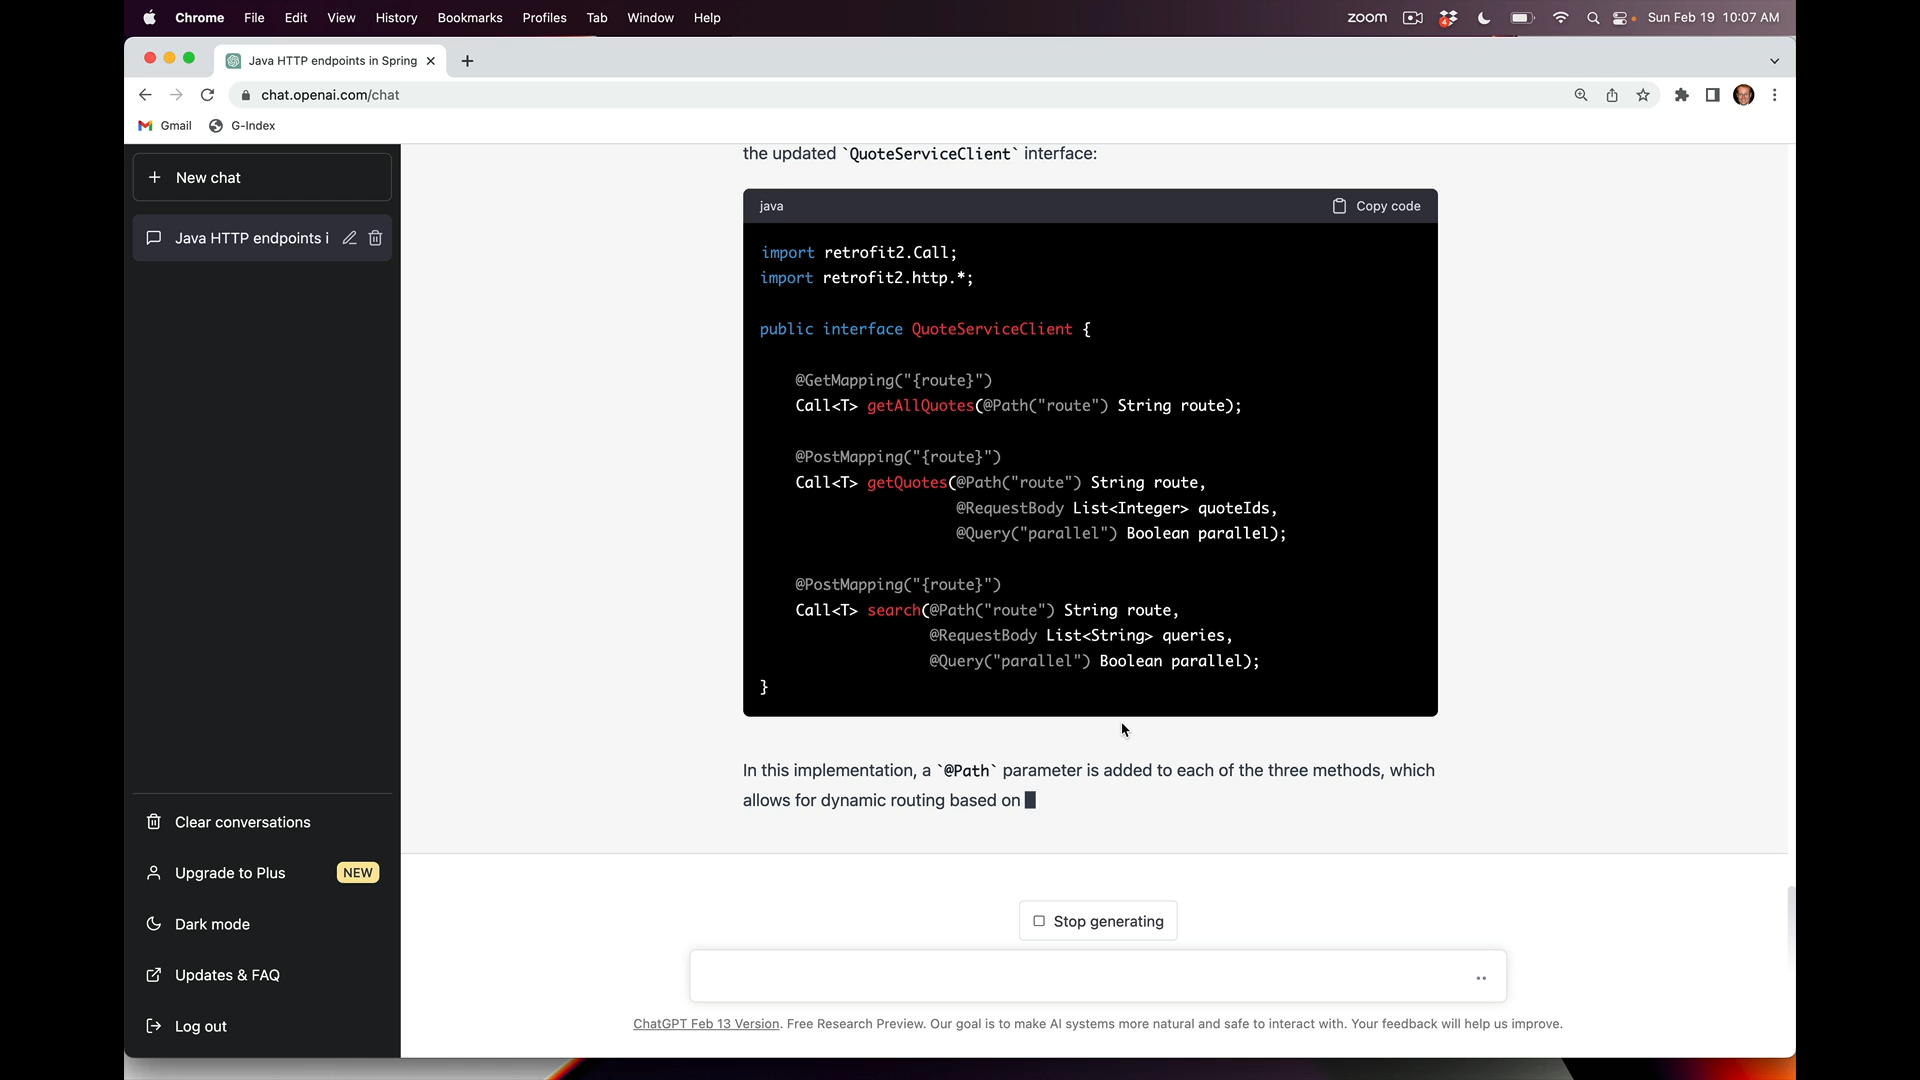 Chrome File Edit View History Bookmarks Profiles Tab Window Help zoom 4 Sun Feb 19 10:07 AM
Java HTTP endpoints in Spring
chat.openai.com/chat
Gmail G-Index
New chat
Java HTTP endpoints i
Clear conversations
Upgrade to Plus NEW
Dark mode
Updates & FAQ
Log out
the updated `QuoteServiceClient` interface:
java Copy code
import retrofit2.Call;
import retrofit2.http.*;
public interface QuoteServiceClient {
@GetMapping("{route}")
Call<T> getAllQuotes(@Path("route") String route);
@PostMapping("{route}")
Call<T> getQuotes(@Path("route") String route,
@RequestBody List<Integer> quoteIds,
@Query("parallel") Boolean parallel);
@PostMapping("{route}")
Call<T> search(@Path("route") String route,
@RequestBody List<String> queries,
@Query("parallel") Boolean parallel);
}
In this implementation, a `@Path` parameter is added to each of the three methods, which
allows for dynamic routing based on
Stop generating
ChatGPT Feb 13 Version. Free Research Preview. Our goal is to make AI systems more natural and safe to interact with. Your feedback will help us improve.